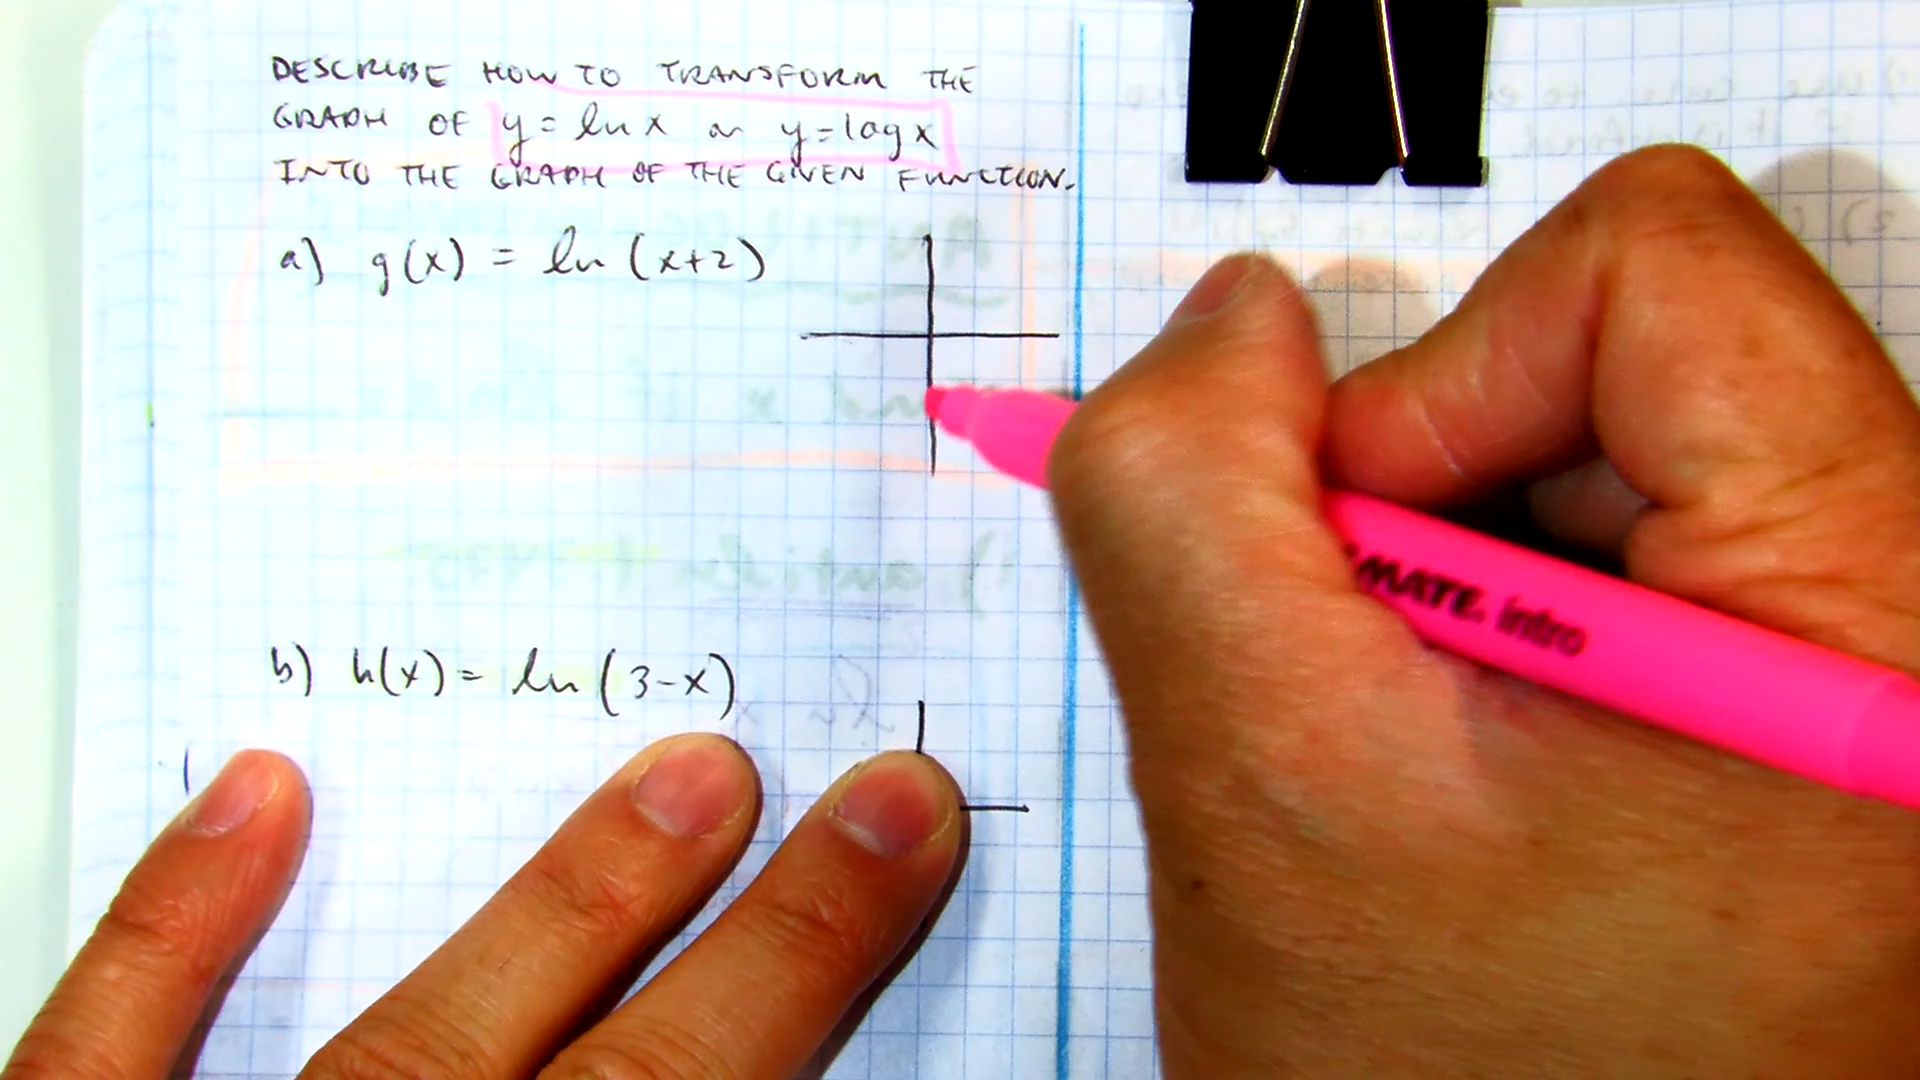 DESCRIBE HOW TO TRANSFORM THE
GRAPH OF y = ln x or y = log x
INTO THE GRAPH OF THE GIVEN FUNCTION.
a) g(x) = ln (x+2)
b) h(x) = ln (3-x)
MATE. intro